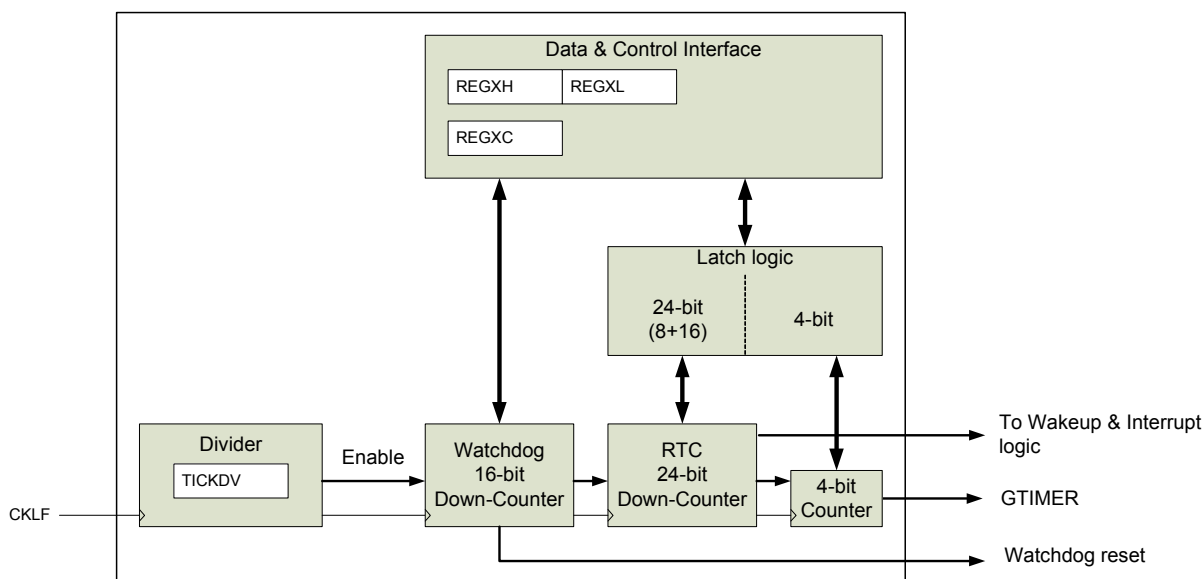 Data & Control Interface
REGXH REGXL
REGXC
Latch logic
24-bit
(8+16)
4-bit
Divider
TICKDV
Enable
Watchdog
16-bit
Down-Counter
RTC
24-bit
Down-Counter
4-bit
Counter
To Wakeup & Interrupt
logic
GTIMER
CKLF
Watchdog reset